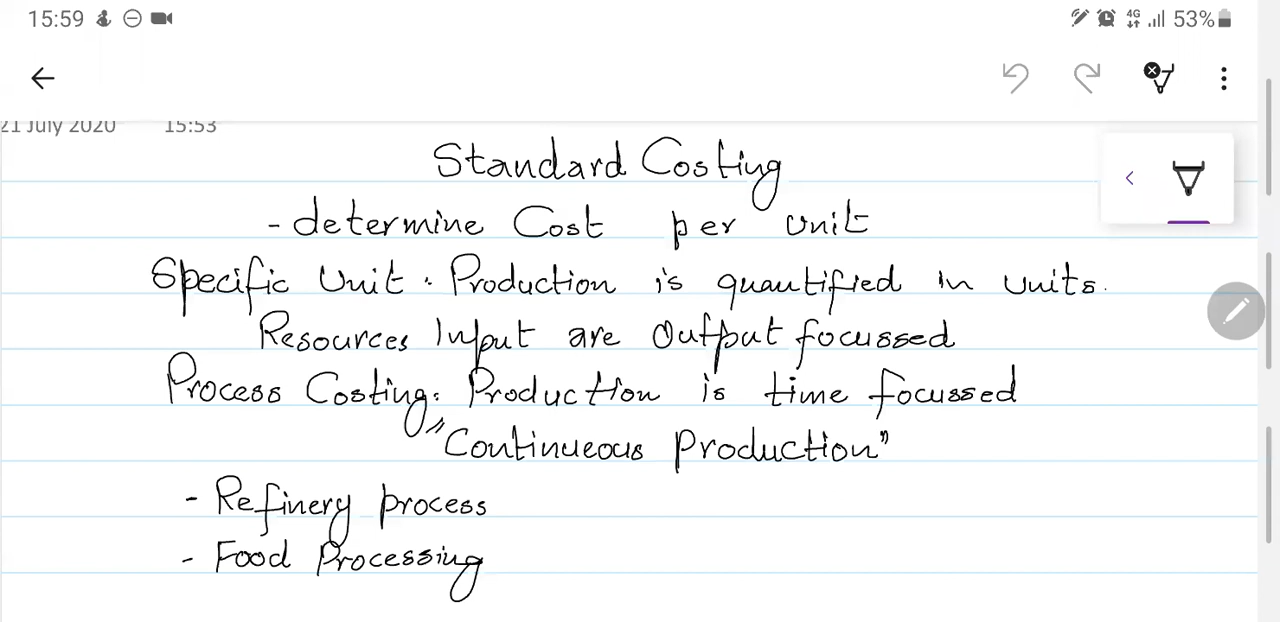 15:59 4G 53%
21 July 2020 15:53
Standard Costing
- determine Cost per unit
Specific Unit : Production is quantified in units.
Resources Input are Output focussed
Process Costing: Production is time focussed
"Continueous Production"
- Refinery process
- Food Processing